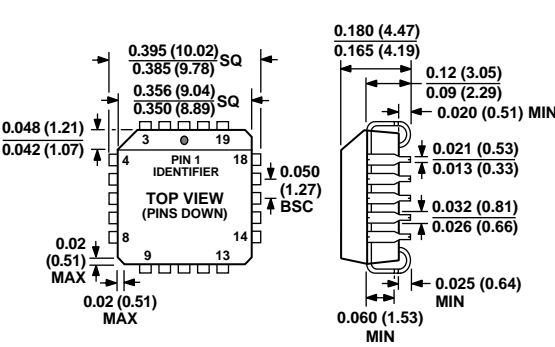 0.180 (4.47)
0.165 (4.19)
0.395 (10.02)
0.385 (9.78)
SQ
0.356 (9.04)
0.350 (8.89)
SQ
0.12 (3.05)
0.09 (2.29)
0.020 (0.51) MIN
0.048 (1.21)
0.042 (1.07)
3
19
4
PIN 1
IDENTIFIER
18
TOP VIEW
(PINS DOWN)
0.050
(1.27)
BSC
0.021 (0.53)
0.013 (0.33)
0.032 (0.81)
0.026 (0.66)
8
14
9
13
0.02
(0.51)
MAX
0.02 (0.51)
MAX
0.025 (0.64)
MIN
0.060 (1.53)
MIN